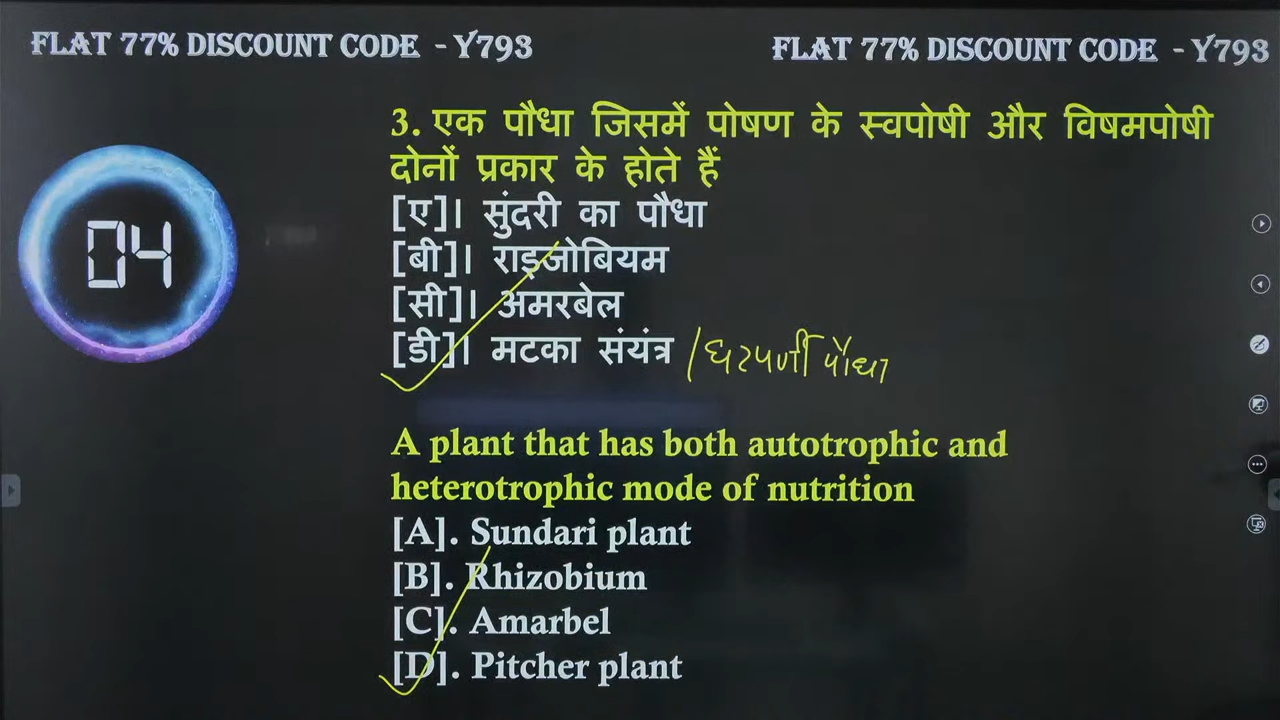 FLAT 77% DISCOUNT CODE - Y793
FLAT 77% DISCOUNT CODE - Y793
04
3. एक पौधा जिसमें पोषण के स्वपोषी और विषमपोषी
दोनों प्रकार के होते हैं
[ए]। सुंदरी का पौधा
[बी]। राइजोबियम
[सी]। अमरबेल
[डी]। मटका संयंत्र / घटपर्णी पौधा
A plant that has both autotrophic and
heterotrophic mode of nutrition
[A]. Sundari plant
[B]. Rhizobium
[C]. Amarbel
[D]. Pitcher plant